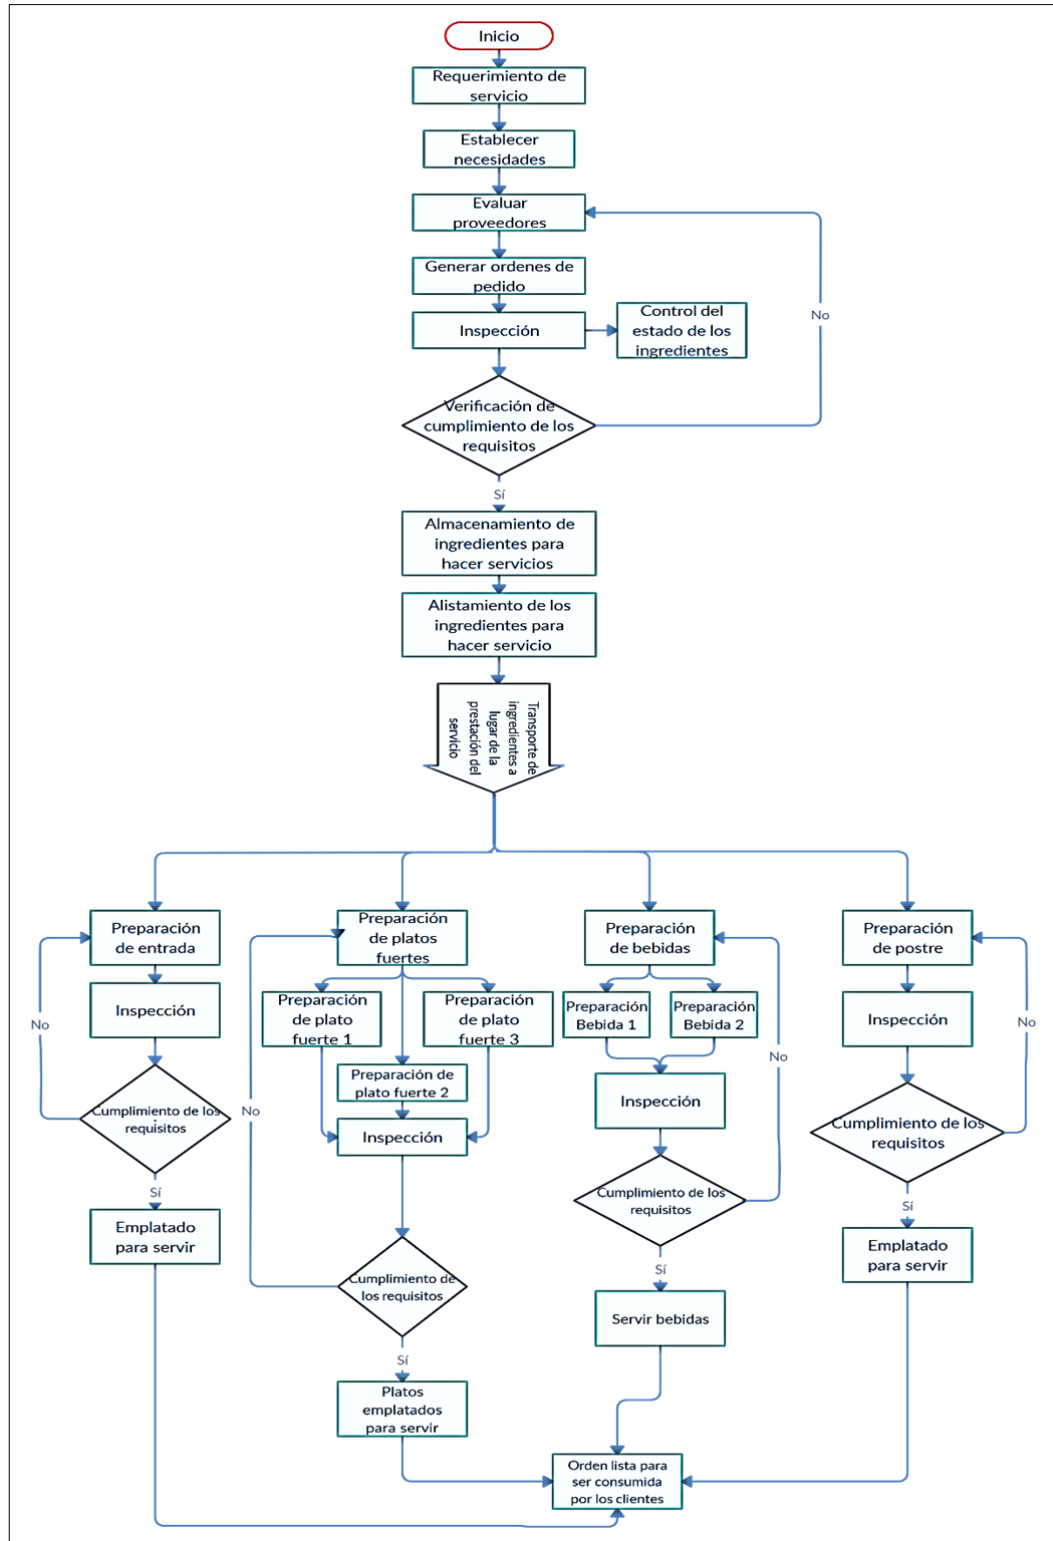 Inicio
Requerimiento de
servicio
Establecer
necesidades
Evaluar
proveedores
Generar ordenes de
pedido
Inspección
Control del
estado de los
ingredientes
No
Verificación de
cumplimiento de los
requisitos
Sí
Almacenamiento de
ingredientes para
hacer servicios
Alistamiento de los
ingredientes para
hacer servicio
Transporte de
ingredientes a
lugar de la
prestación del
servicio
Preparación
de entrada
Inspección
No
Cumplimiento de los
requisitos
Sí
Emplatado
para servir
Preparación
de platos
fuertes
Preparación
de plato
fuerte 1
Preparación
de plato
fuerte 3
Preparación de
plato fuerte 2
Inspección
No
Cumplimiento de
los requisitos
Sí
Platos
emplatados
para servir
Preparación
de bebidas
Preparación
Bebida 1
Preparación
Bebida 2
Inspección
No
Cumplimiento de los
requisitos
Sí
Servir bebidas
Preparación
de postre
Inspección
No
Cumplimiento de los
requisitos
Sí
Emplatado
para servir
Orden lista para
ser consumida
por los clientes